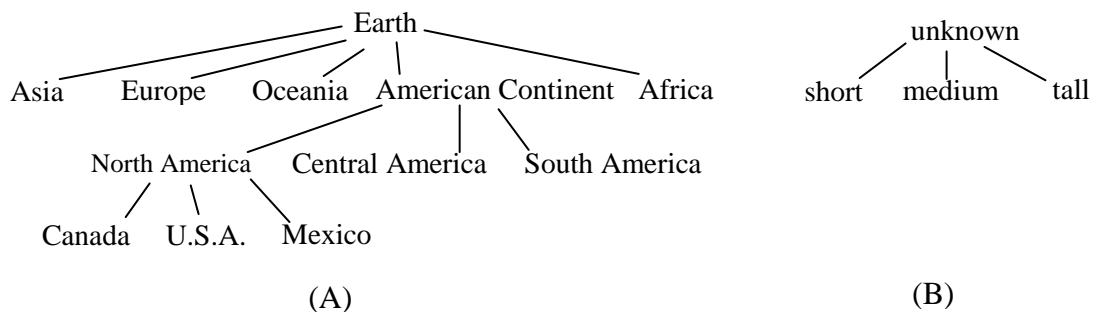 Earth
unknown
Asia Europe Oceania American Continent Africa
short medium tall
North America Central America South America
Canada U.S.A. Mexico
(A)
(B)